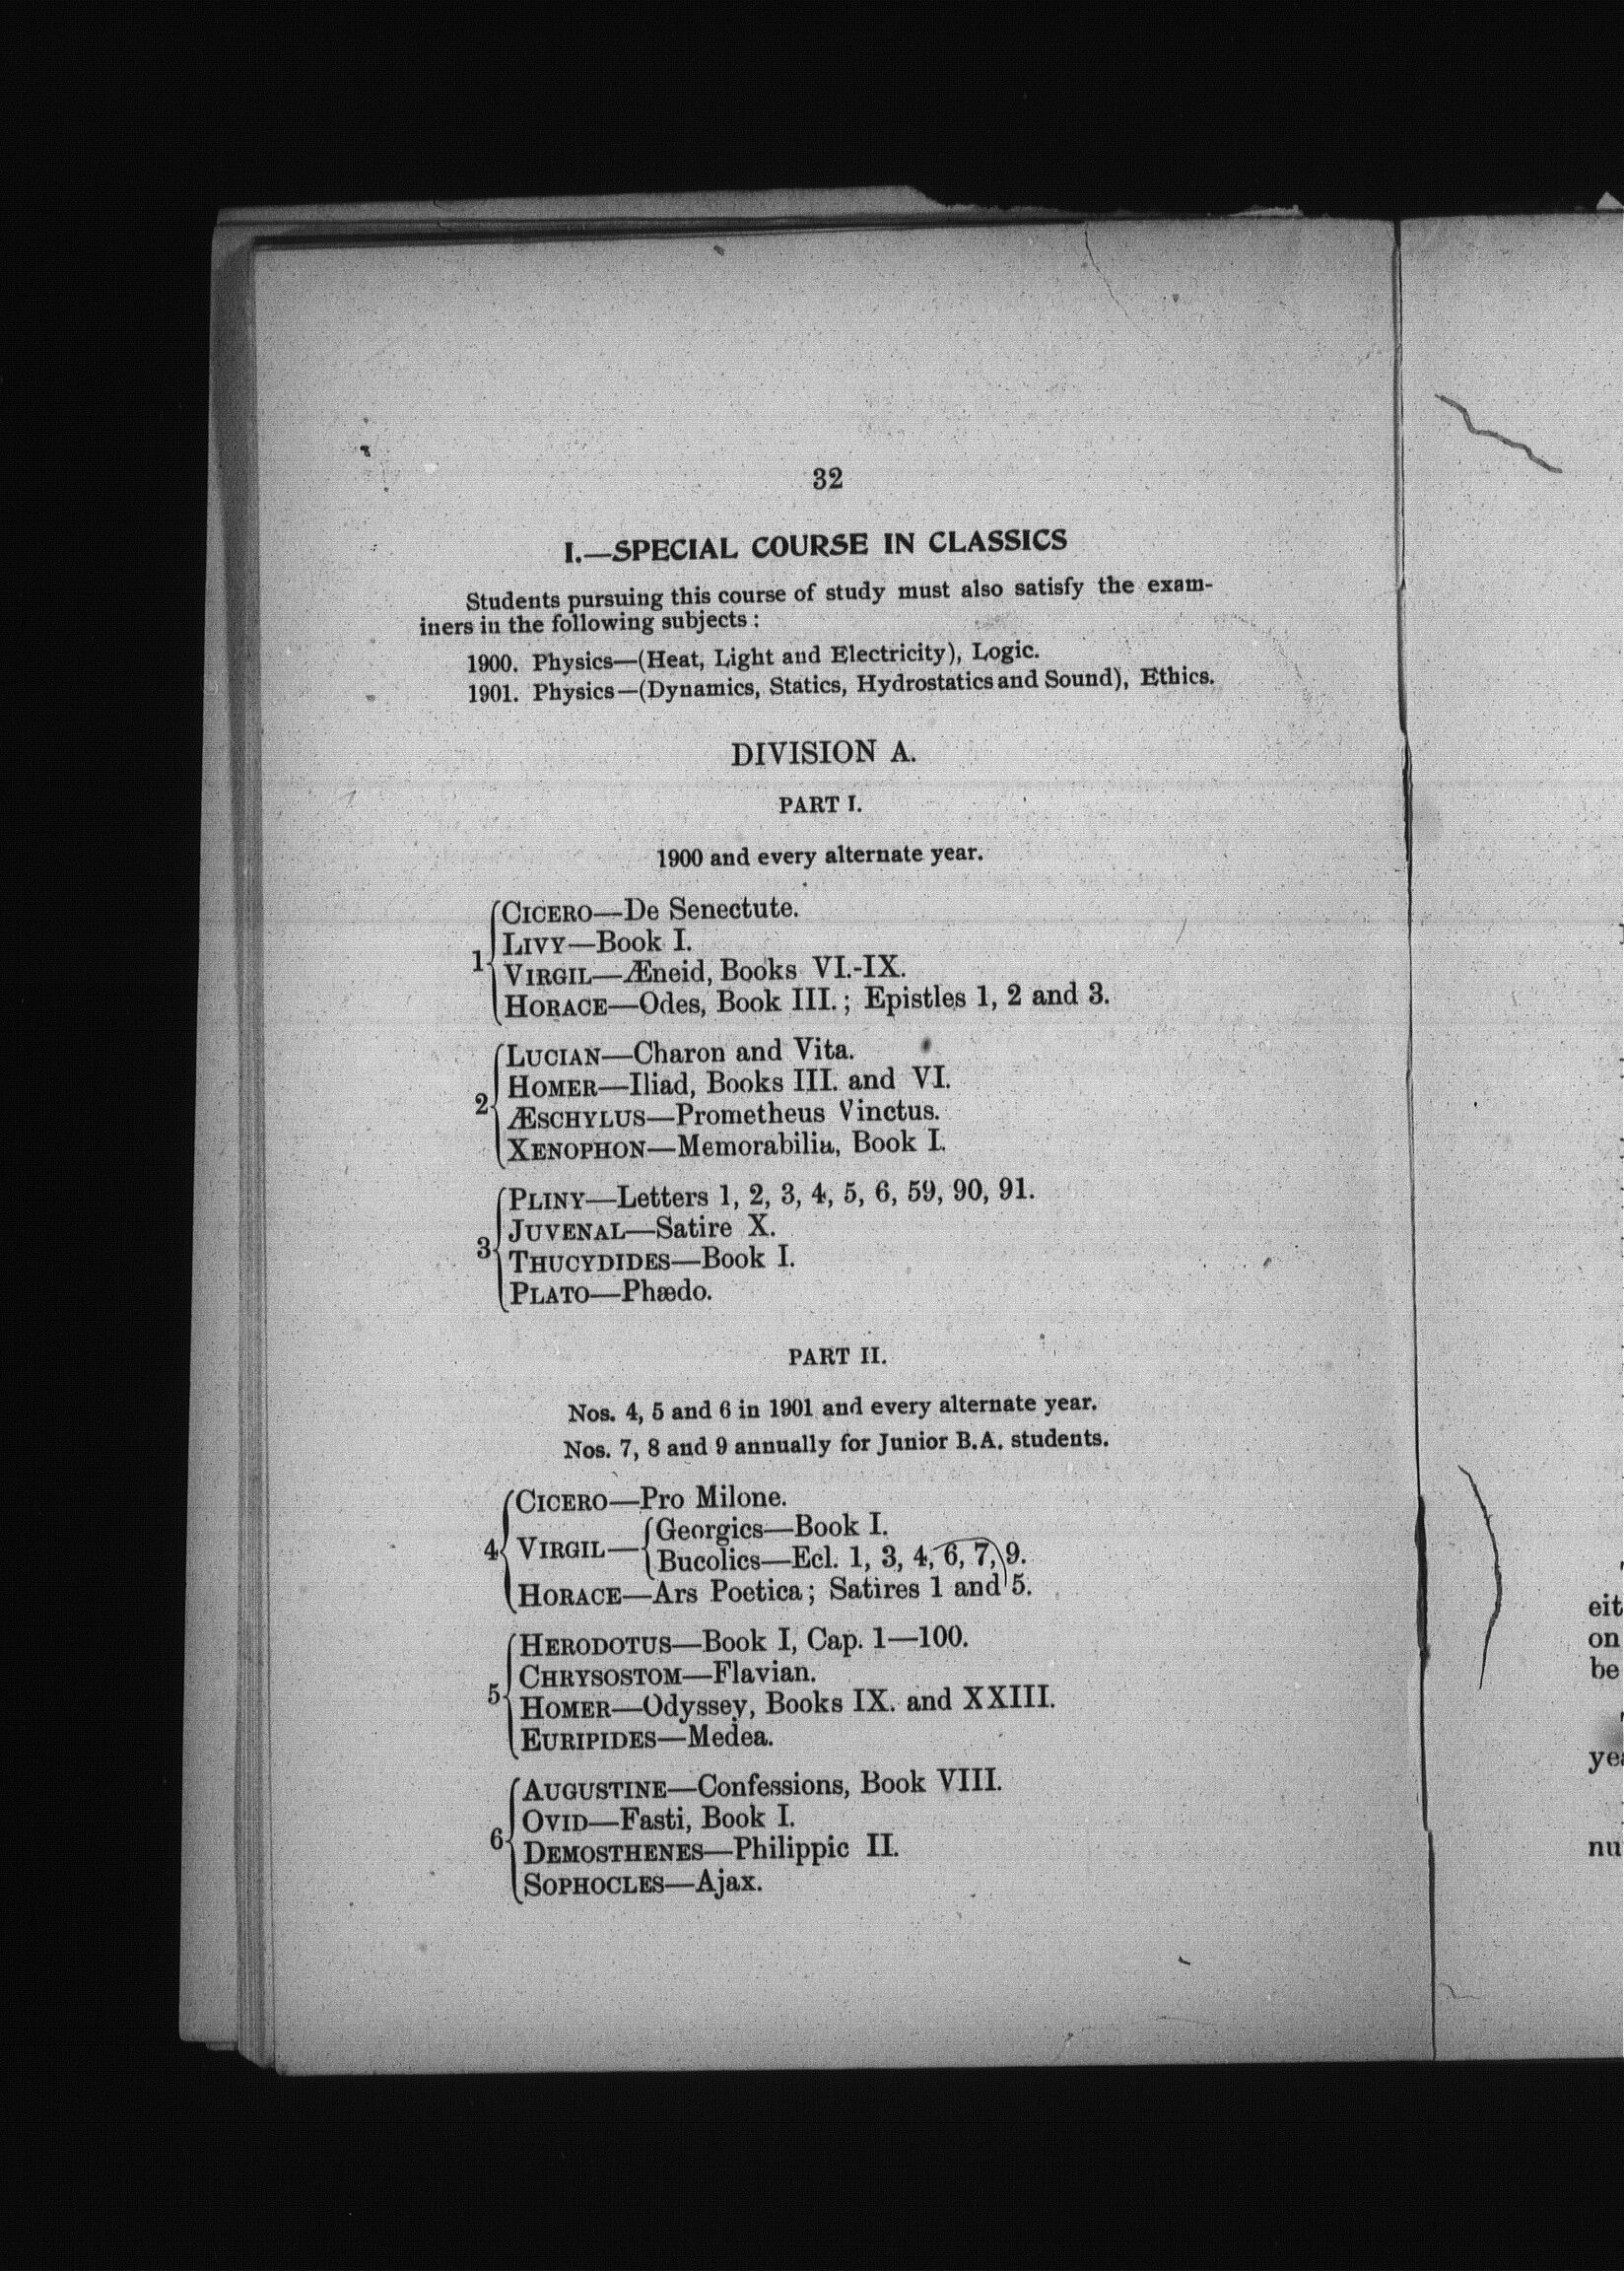 32
I.—SPECIAL COURSE IN CLASSICS
Students pursuing this course of study must also satisfy the exam-
iners in the following subjects:
1900. Physics—(Heat, Light and Electricity), Logic.
1901. Physics—(Dynamics, Statics, Hydrostatics and Sound), Ethics.
DIVISION A.
PART I.
1900 and every alternate year.
CICERO—De Senectute.
LIVY—Book I.
1
VIRGIL—Æneid, Books VI.-IX.
HORACE—Odes, Book III.; Epistles 1, 2 and 3.
LUCIAN—Charon and Vita.
HOMER—Iliad, Books III. and VI.
2
ÆSCHYLUS—Prometheus Vinctus.
XENOPHON—Memorabilia, Book I.
PLINY—Letters 1, 2, 3, 4, 5, 6, 59, 90, 91.
JUVENAL—Satire X.
3
THUCYDIDES—Book I.
PLATO—Phædo.
PART II.
Nos. 4, 5 and 6 in 1901 and every alternate year.
Nos. 7, 8 and 9 annually for Junior B.A. students.
CICERO—Pro Milone.
Georgics—Book I.
4 VIRGIL—
Bucolics—Ecl. 1, 3, 4, 6, 7, 9.
HORACE—Ars Poetica; Satires 1 and 5.
HERODOTUS—Book I, Cap. 1—100.
CHRYSOSTOM—Flavian.
5
HOMER—Odyssey, Books IX. and XXIII.
EURIPIDES—Medea.
AUGUSTINE—Confessions, Book VIII.
OVID—Fasti, Book I.
6
DEMOSTHENES—Philippic II.
SOPHOCLES—Ajax.
eit
on
be
nu